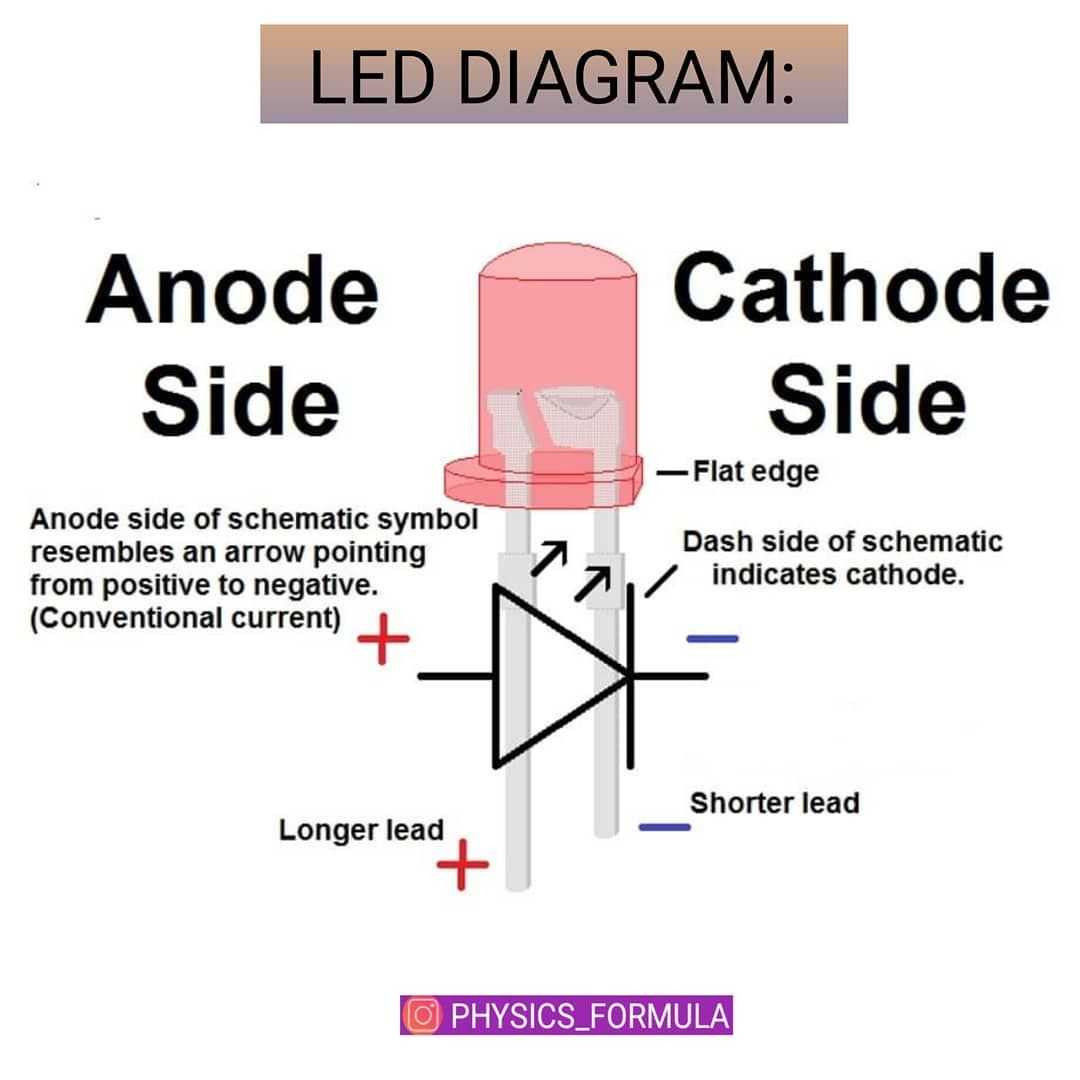 LED DIAGRAM:
Anode
Side
Cathode
Side
Flat edge
Anode side of schematic symbol
resembles an arrow pointing
from positive to negative.
(Conventional current)
Dash side of schematic
indicates cathode.
+
−
Longer lead
+
Shorter lead
−
PHYSICS_FORMULA